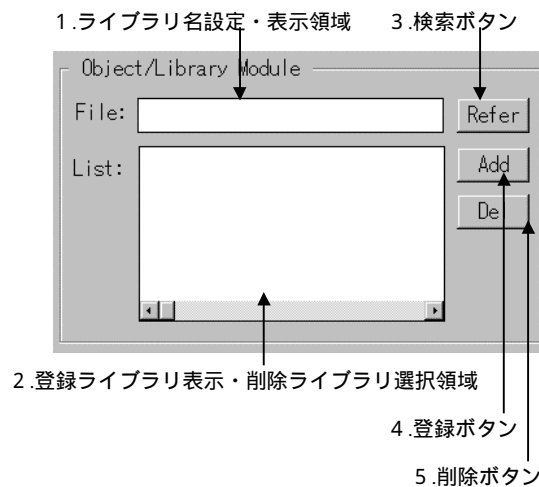 1.ライブラリ名設定・表示領域 3.検索ボタン
Object/Library Module
File: Refer
List: Add
Del
2.登録ライブラリ表示・削除ライブラリ選択領域
4.登録ボタン
5.削除ボタン